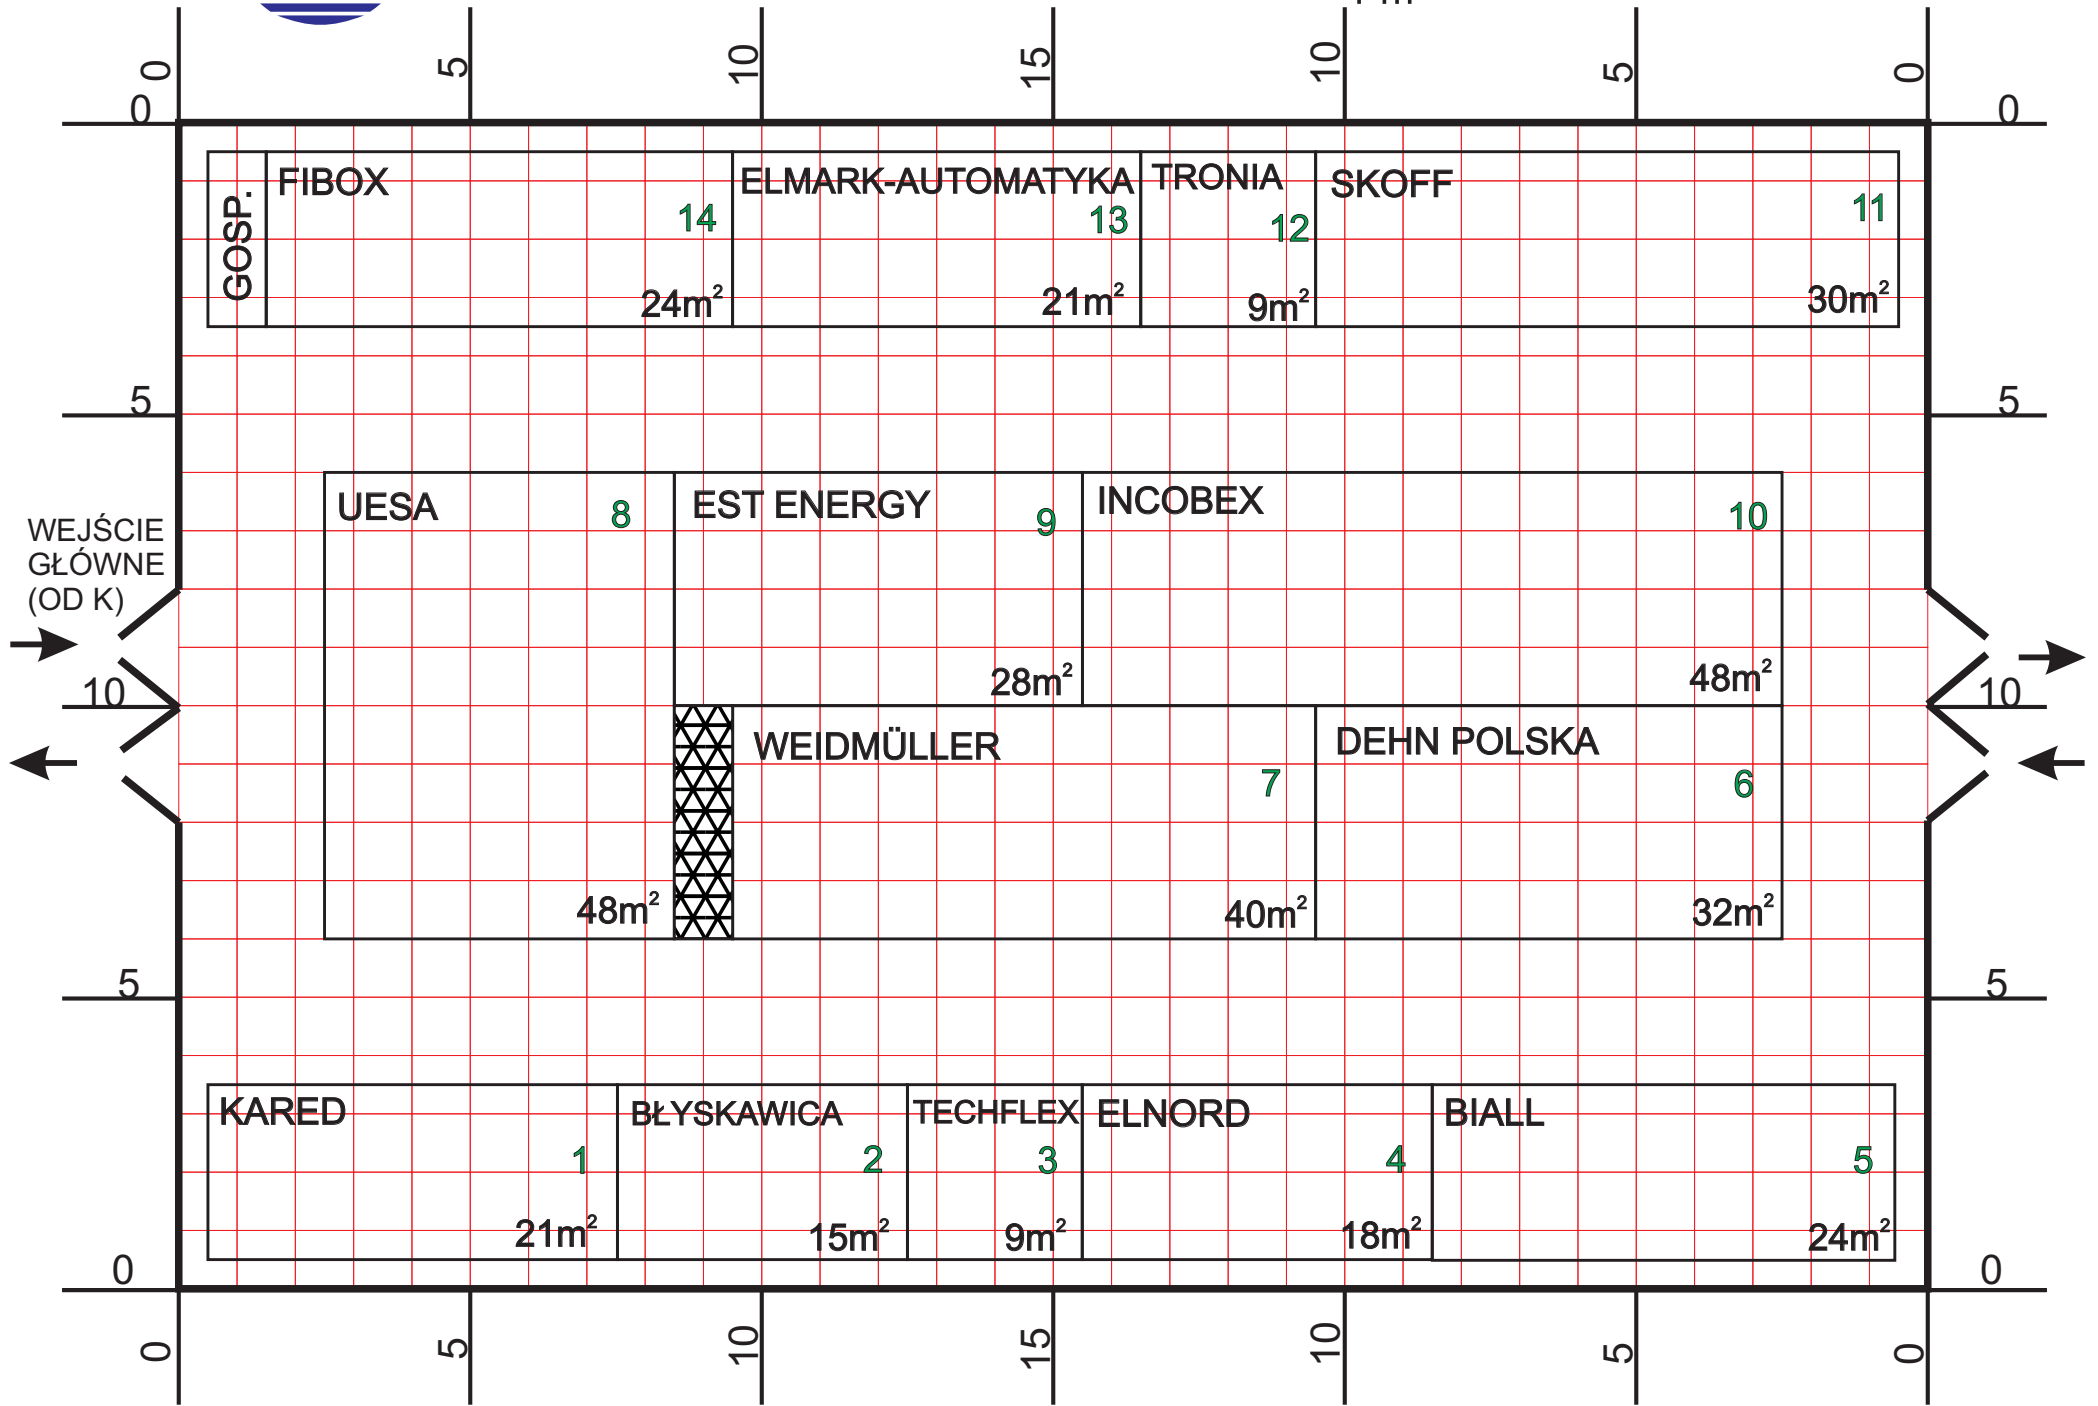 0
5
10
15
10
5
0
0
0
GOSP.
FIBOX
14
24m²
ELMARK-AUTOMATYKA
13
21m²
TRONIA
12
9m²
SKOFF
11
30m²
5
5
WEJŚCIE
GŁÓWNE
(OD K)
UESA
8
48m²
EST ENERGY
9
28m²
INCOBEX
10
48m²
10
10
WEIDMÜLLER
7
40m²
DEHN POLSKA
6
32m²
5
5
KARED
1
21m²
BŁYSKAWICA
2
15m²
TECHFLEX
3
9m²
ELNORD
4
18m²
BIALL
5
24m²
0
0
0
5
10
15
10
5
0